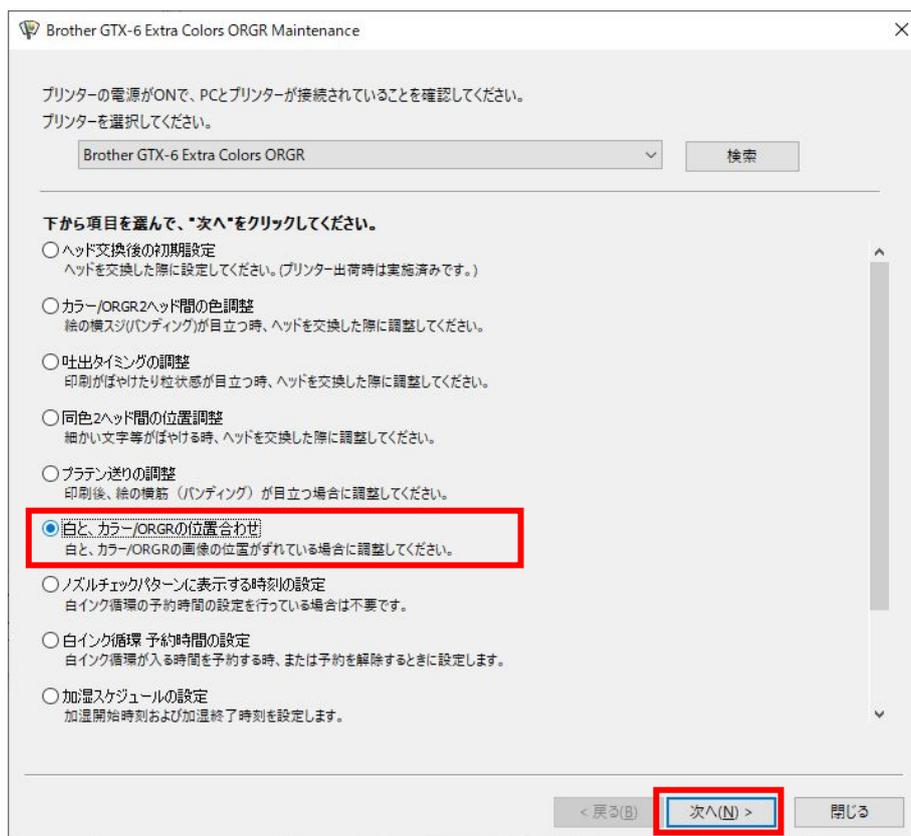 Brother GTX-6 Extra Colors ORGR Maintenance
プリンターの電源がONで、PCとプリンターが接続されていることを確認してください。
プリンターを選択してください。
Brother GTX-6 Extra Colors ORGR
検索
下から項目を選んで、"次へ"をクリックしてください。
ヘッド交換後の初期設定
ヘッドを交換した際に設定してください。(プリンター出荷時は実施済みです。)
カラー/ORGR2ヘッド間の色調整
絵の横スジ(バンディング)が目立つ時、ヘッドを交換した際に調整してください。
吐出タイミングの調整
印刷がぼやけたり粒状感が目立つ時、ヘッドを交換した際に調整してください。
同色2ヘッド間の位置調整
細かい文字等がぼやける時、ヘッドを交換した際に調整してください。
プラテン送りの調整
印刷後、絵の横筋（バンディング）が目立つ場合に調整してください。
白と、カラー/ORGRの位置合わせ
白と、カラー/ORGRの画像の位置がずれている場合に調整してください。
ノズルチェックパターンに表示する時刻の設定
白インク循環の予約時間の設定を行っている場合は不要です。
白インク循環 予約時間の設定
白インク循環が入る時間を予約する時、または予約を解除するときに設定します。
加湿スケジュールの設定
加湿開始時刻および加湿終了時刻を設定します。
< 戻る(B)
次へ(N) >
閉じる